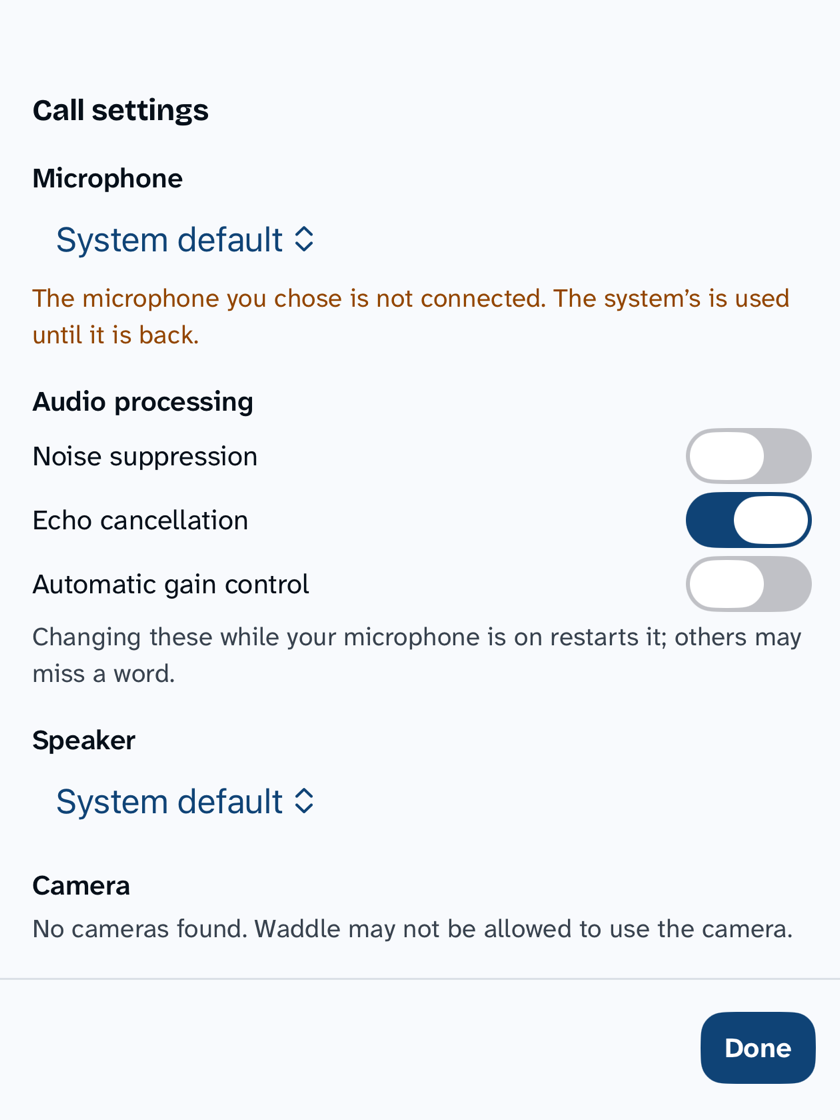 Call settings
Microphone
System default
The microphone you chose is not connected. The system’s is used
until it is back.
Audio processing
Noise suppression
Echo cancellation
Automatic gain control
Changing these while your microphone is on restarts it; others may
miss a word.
Speaker
System default
Camera
No cameras found. Waddle may not be allowed to use the camera.
Done